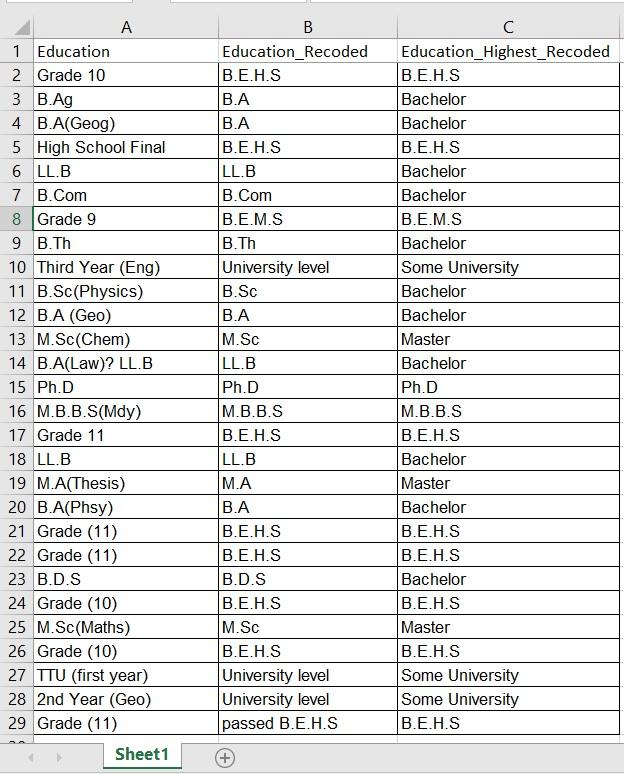 A B C
1 Education Education_Recoded Education_Highest_Recoded
2 Grade 10 B.E.H.S B.E.H.S
3 B.Ag B.A Bachelor
4 B.A(Geog) B.A Bachelor
5 High School Final B.E.H.S B.E.H.S
6 LL.B LL.B Bachelor
7 B.Com B.Com Bachelor
8 Grade 9 B.E.M.S B.E.M.S
9 B.Th B.Th Bachelor
10 Third Year (Eng) University level Some University
11 B.Sc(Physics) B.Sc Bachelor
12 B.A (Geo) B.A Bachelor
13 M.Sc(Chem) M.Sc Master
14 B.A(Law)? LL.B LL.B Bachelor
15 Ph.D Ph.D Ph.D
16 M.B.B.S(Mdy) M.B.B.S M.B.B.S
17 Grade 11 B.E.H.S B.E.H.S
18 LL.B LL.B Bachelor
19 M.A(Thesis) M.A Master
20 B.A(Phsy) B.A Bachelor
21 Grade (11) B.E.H.S B.E.H.S
22 Grade (11) B.E.H.S B.E.H.S
23 B.D.S B.D.S Bachelor
24 Grade (10) B.E.H.S B.E.H.S
25 M.Sc(Maths) M.Sc Master
26 Grade (10) B.E.H.S B.E.H.S
27 TTU (first year) University level Some University
28 2nd Year (Geo) University level Some University
29 Grade (11) passed B.E.H.S B.E.H.S
Sheet1